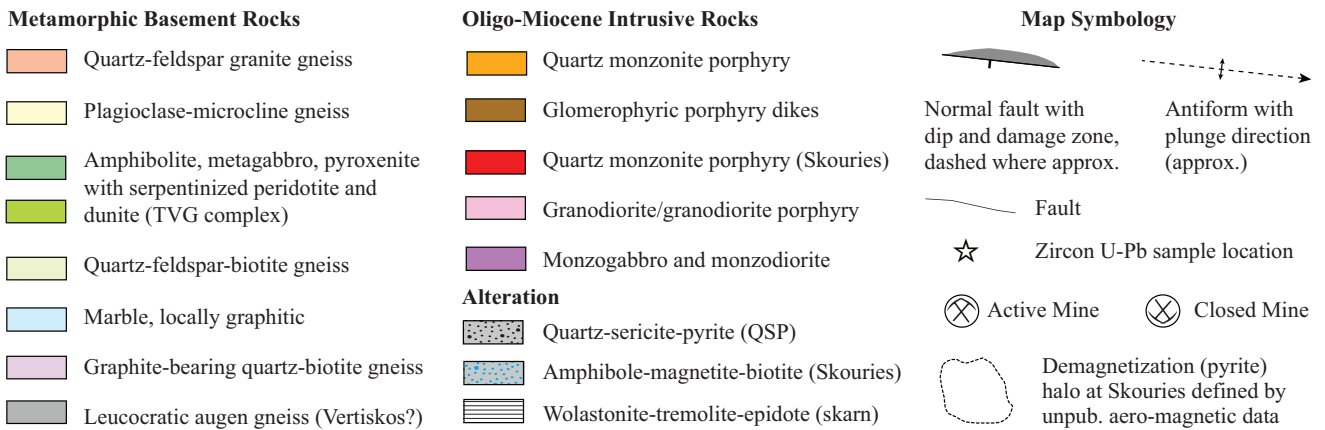 Metamorphic Basement Rocks
Quartz-feldspar granite gneiss
Plagioclase-microcline gneiss
Amphibolite, metagabbro, pyroxenite
with serpentinized peridotite and
dunite (TVG complex)
Quartz-feldspar-biotite gneiss
Marble, locally graphitic
Graphite-bearing quartz-biotite gneiss
Leucocratic augen gneiss (Vertiskos?)
Oligo-Miocene Intrusive Rocks
Quartz monzonite porphyry
Glomerophyric porphyry dikes
Quartz monzonite porphyry (Skouries)
Granodiorite/granodiorite porphyry
Monzogabbro and monzodiorite
Alteration
Quartz-sericite-pyrite (QSP)
Amphibole-magnetite-biotite (Skouries)
Wolastonite-tremolite-epidote (skarn)
Map Symbology
Normal fault with
dip and damage zone,
dashed where approx.
Antiform with
plunge direction
(approx.)
Fault
Zircon U-Pb sample location
Active Mine
Closed Mine
Demagnetization (pyrite)
halo at Skouries defined by
unpub. aero-magnetic data